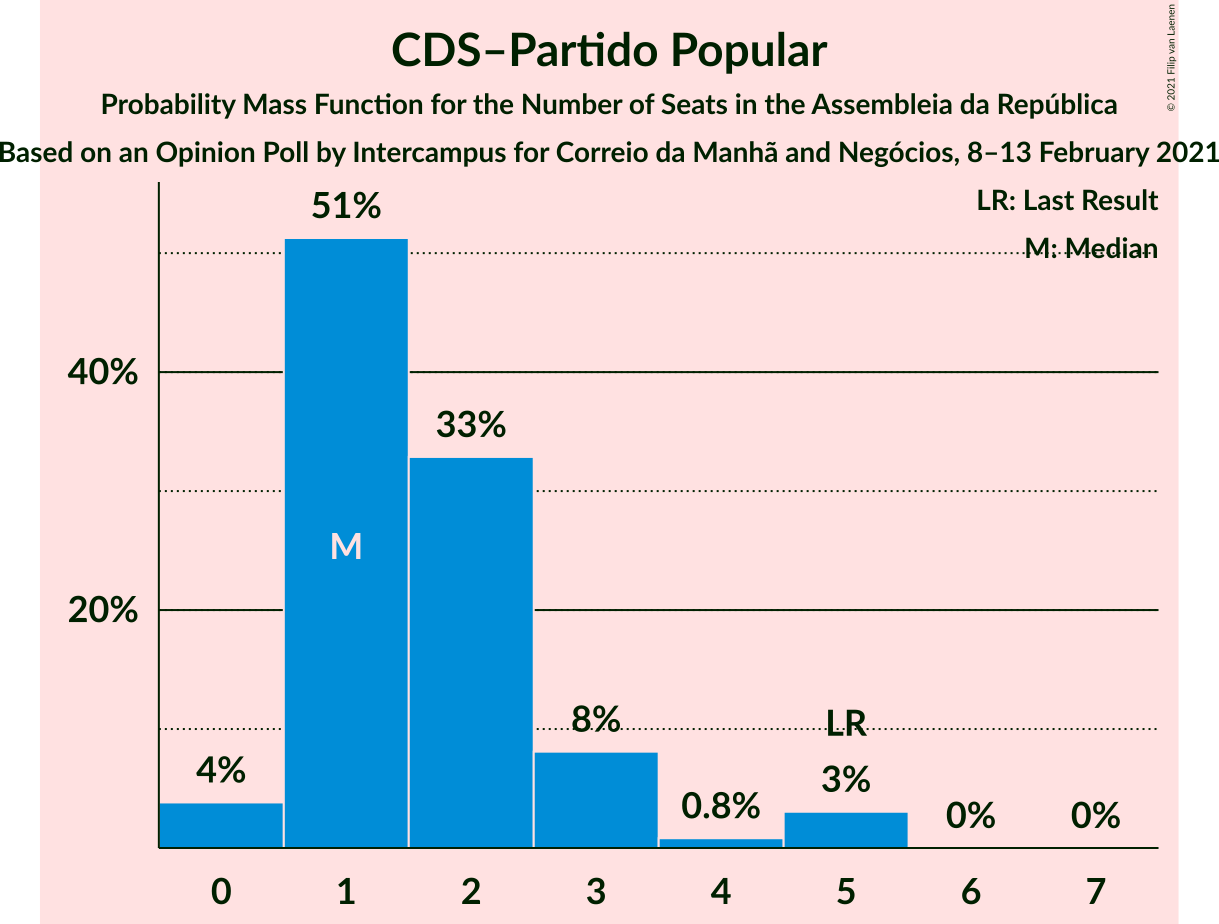 CDS–Partido Popular
Probability Mass Function for the Number of Seats in the Assembleia da República
Based on an Opinion Poll by Intercampus for Correio da Manhã and Negócios, 8–13 February 2021
© 2021 Filip van Laenen
LR: Last Result
M: Median
51%
40%
33%
M
20%
LR
8%
4%
3%
0.8%
0%
0%
0 1 2 3 4 5 6 7